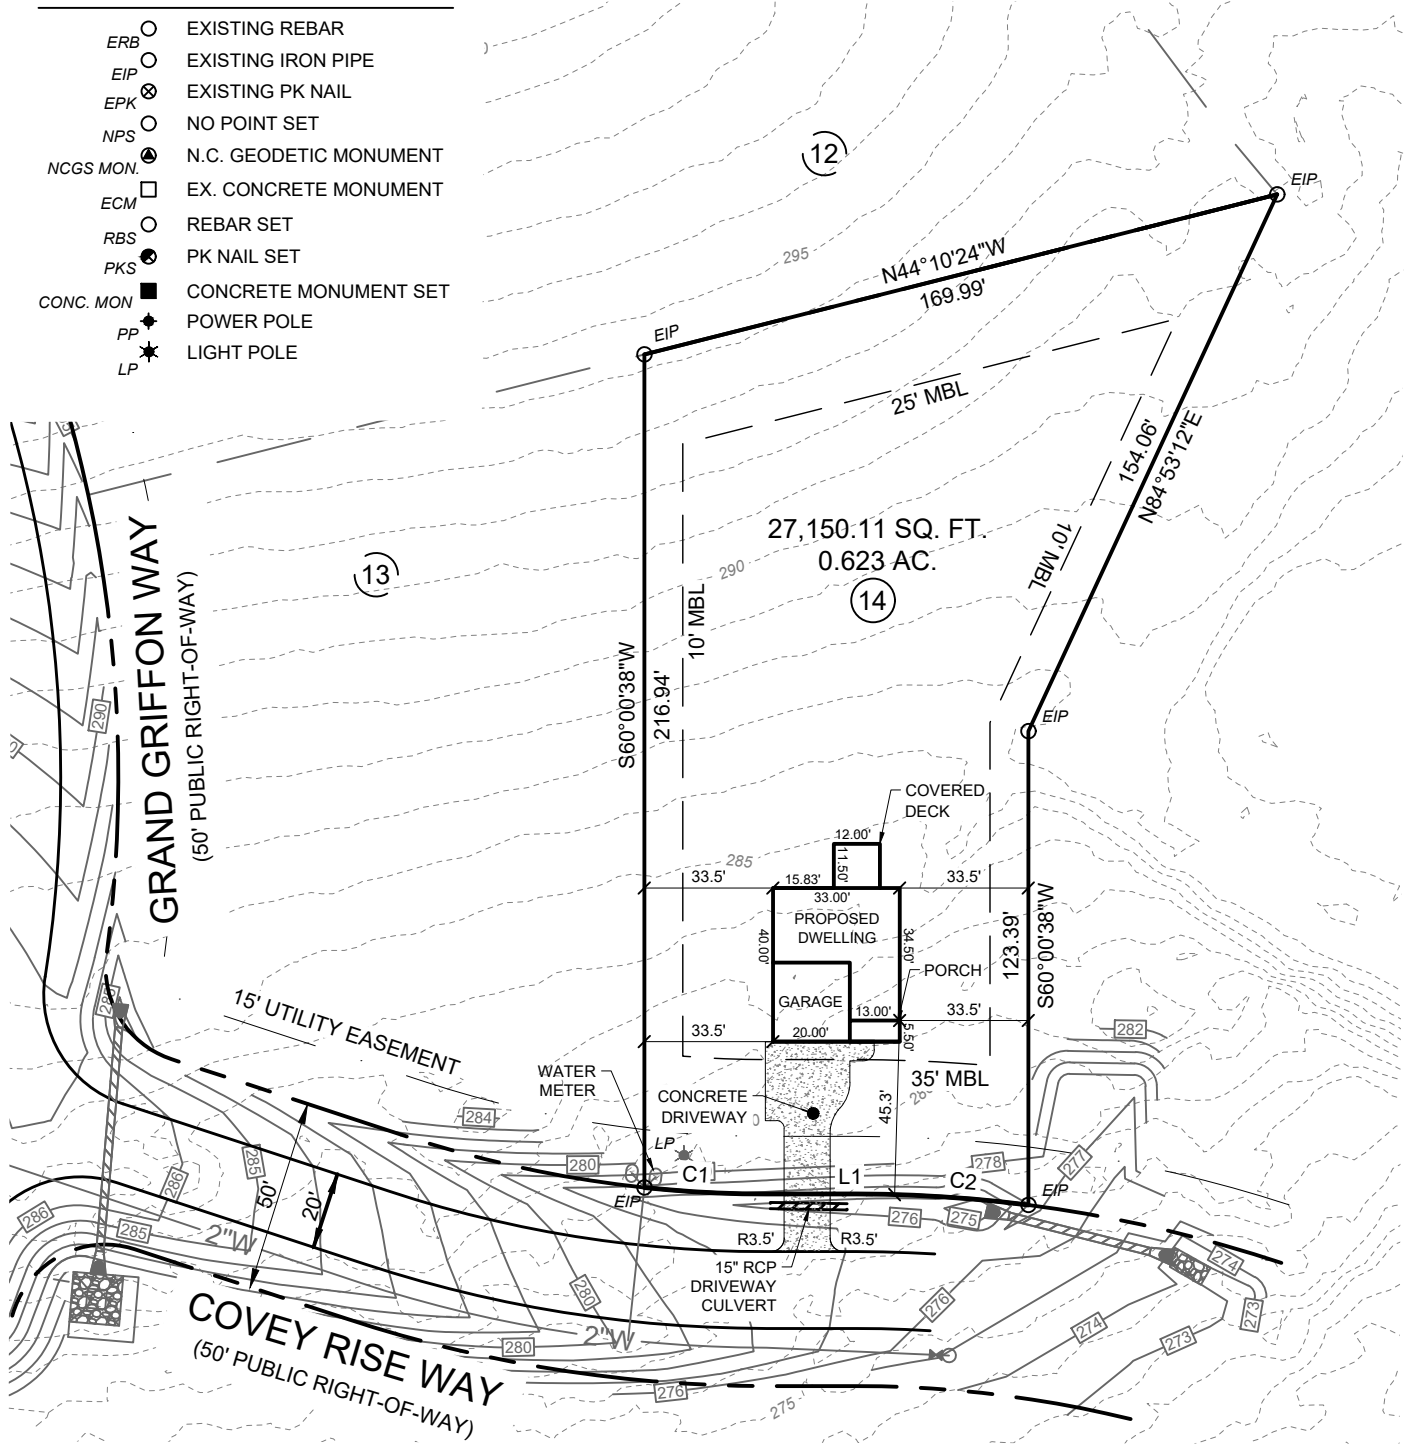 ERB EXISTING REBAR
EIP EXISTING IRON PIPE
EPK EXISTING PK NAIL
NPS NO POINT SET
NCGS MON. N.C. GEODETIC MONUMENT
ECM EX. CONCRETE MONUMENT
RBS REBAR SET
PKS PK NAIL SET
CONC. MON CONCRETE MONUMENT SET
PP POWER POLE
LP LIGHT POLE
12
EIP
295
N44°10'24"W
169.99'
EIP
25' MBL
154.06'
N84°53'12"E
10' MBL
27,150.11 SQ. FT.
0.623 AC.
14
13
290
10' MBL
S60°00'38"W
216.94'
GRAND GRIFFON WAY
(50' PUBLIC RIGHT-OF-WAY)
290
EIP
COVERED
DECK
12.00'
11.50'
285
33.5'
15.83'
33.5'
33.00'
PROPOSED
DWELLING
40.00'
34.50'
123.39'
S60°00'38"W
PORCH
GARAGE
13.00'
33.5'
33.5'
20.00'
5.50'
285
15' UTILITY EASEMENT
282
WATER
METER
35' MBL
CONCRETE
DRIVEWAY
45.3'
284
LP
280
C1
L1
C2
278
277
EIP
EIP
285
286
50'
20'
286
285
2"W
276
275
R3.5'
R3.5'
274
15" RCP
DRIVEWAY
CULVERT
280
276
273
274
273
280
2"W
COVEY RISE WAY
(50' PUBLIC RIGHT-OF-WAY)
276
275